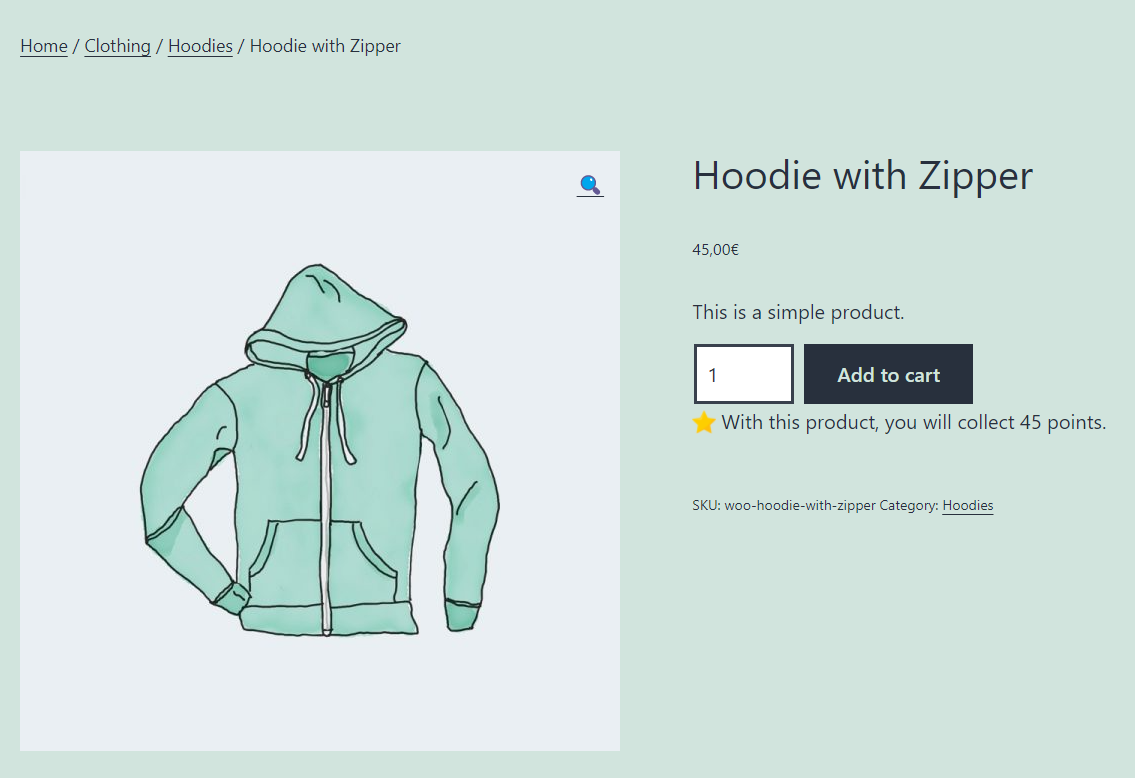 Home / Clothing / Hoodies / Hoodie with Zipper
Hoodie with Zipper
45,00€
This is a simple product.
1
Add to cart
⭐ With this product, you will collect 45 points.
SKU: woo-hoodie-with-zipper Category: Hoodies